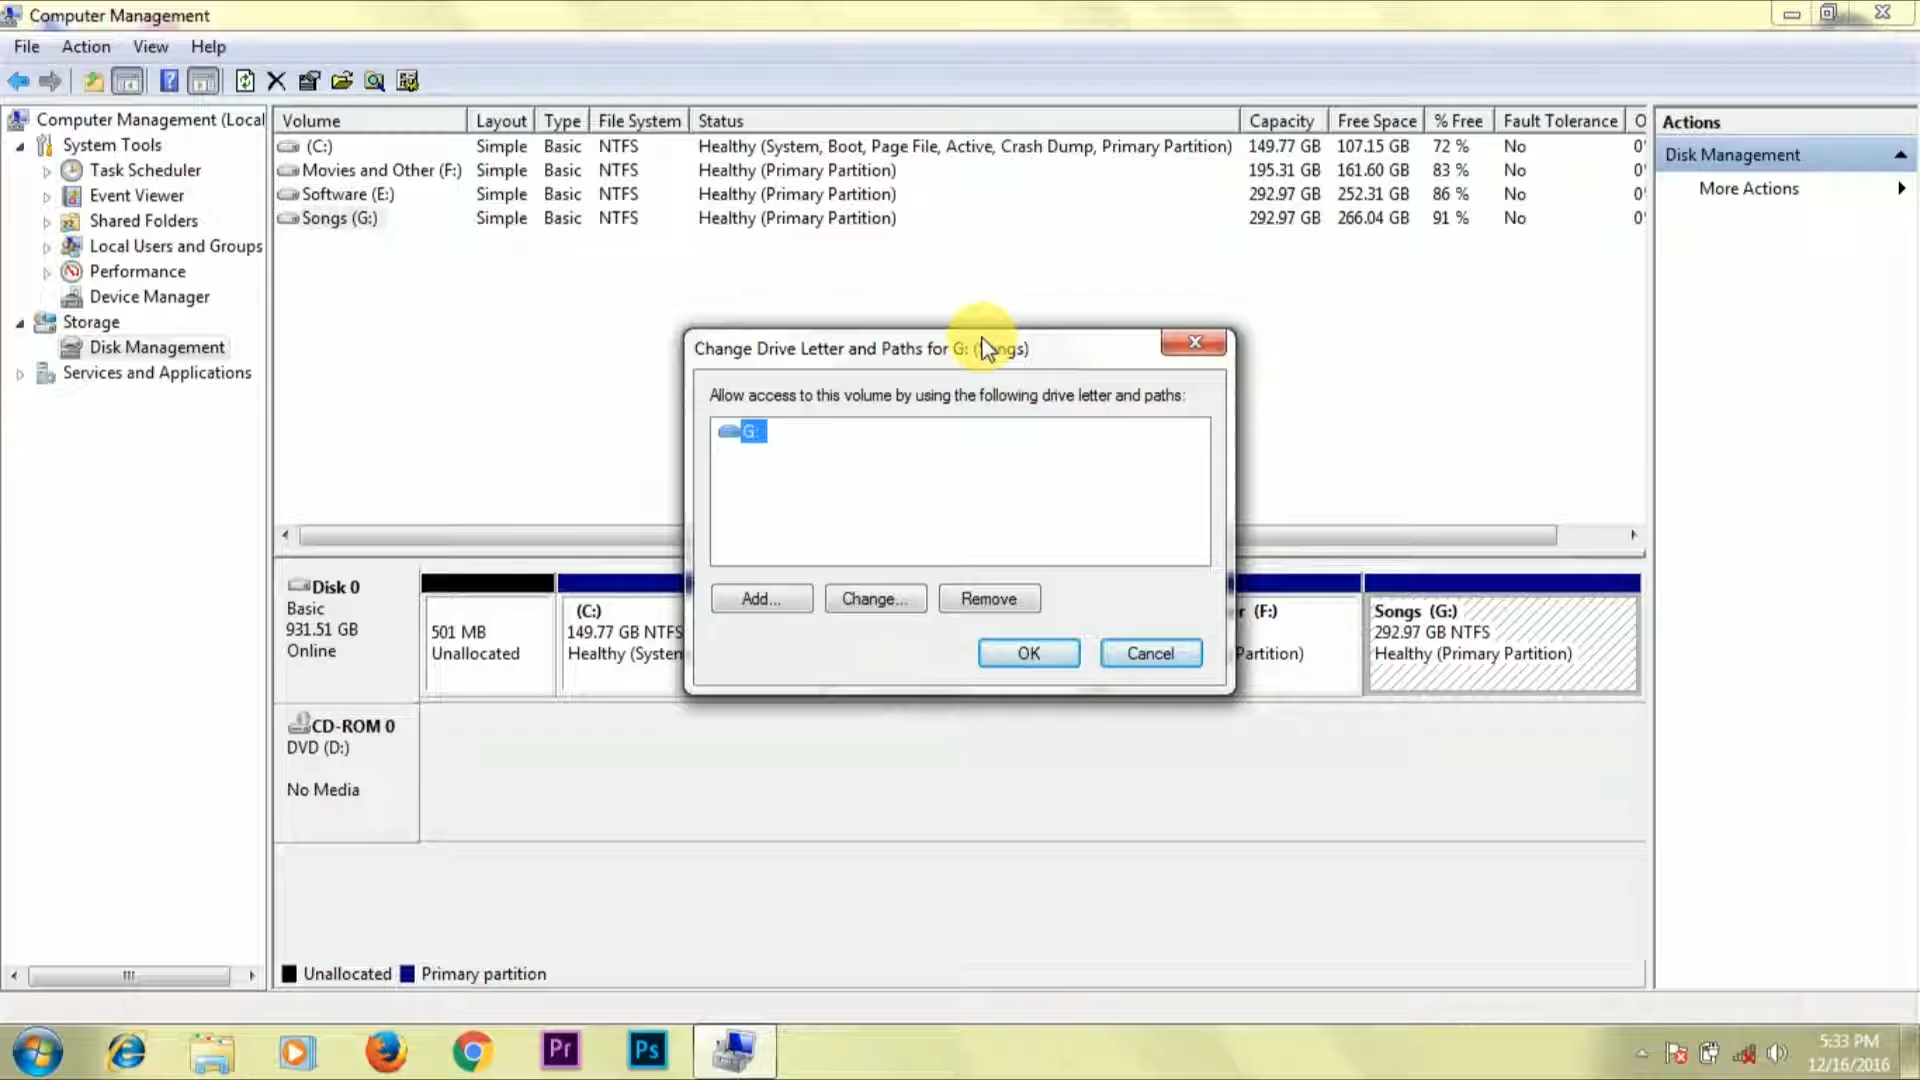 Computer Management
File Action View Help
Computer Management (Local
System Tools
Task Scheduler
Event Viewer
Shared Folders
Local Users and Groups
Performance
Device Manager
Storage
Disk Management
Services and Applications
Volume Layout Type File System Status Capacity Free Space % Free Fault Tolerance O
(C:) Simple Basic NTFS Healthy (System, Boot, Page File, Active, Crash Dump, Primary Partition) 149.77 GB 107.15 GB 72 % No 0
Movies and Other (F:) Simple Basic NTFS Healthy (Primary Partition) 195.31 GB 161.60 GB 83 % No 0
Software (E:) Simple Basic NTFS Healthy (Primary Partition) 292.97 GB 252.31 GB 86 % No 0
Songs (G:) Simple Basic NTFS Healthy (Primary Partition) 292.97 GB 266.04 GB 91 % No 0
Actions
Disk Management
More Actions
Change Drive Letter and Paths for G:
Allow access to this volume by using the following drive letter and paths:
G:
Add... Change... Remove
OK Cancel
Disk 0
Basic
931.51 GB
Online
501 MB
Unallocated
(C:)
149.77 GB NTFS
Healthy (System
r (F:)
Partition)
Songs (G:)
292.97 GB NTFS
Healthy (Primary Partition)
CD-ROM 0
DVD (D:)
No Media
Unallocated Primary partition
Pr
Ps
5:33 PM
12/16/2016